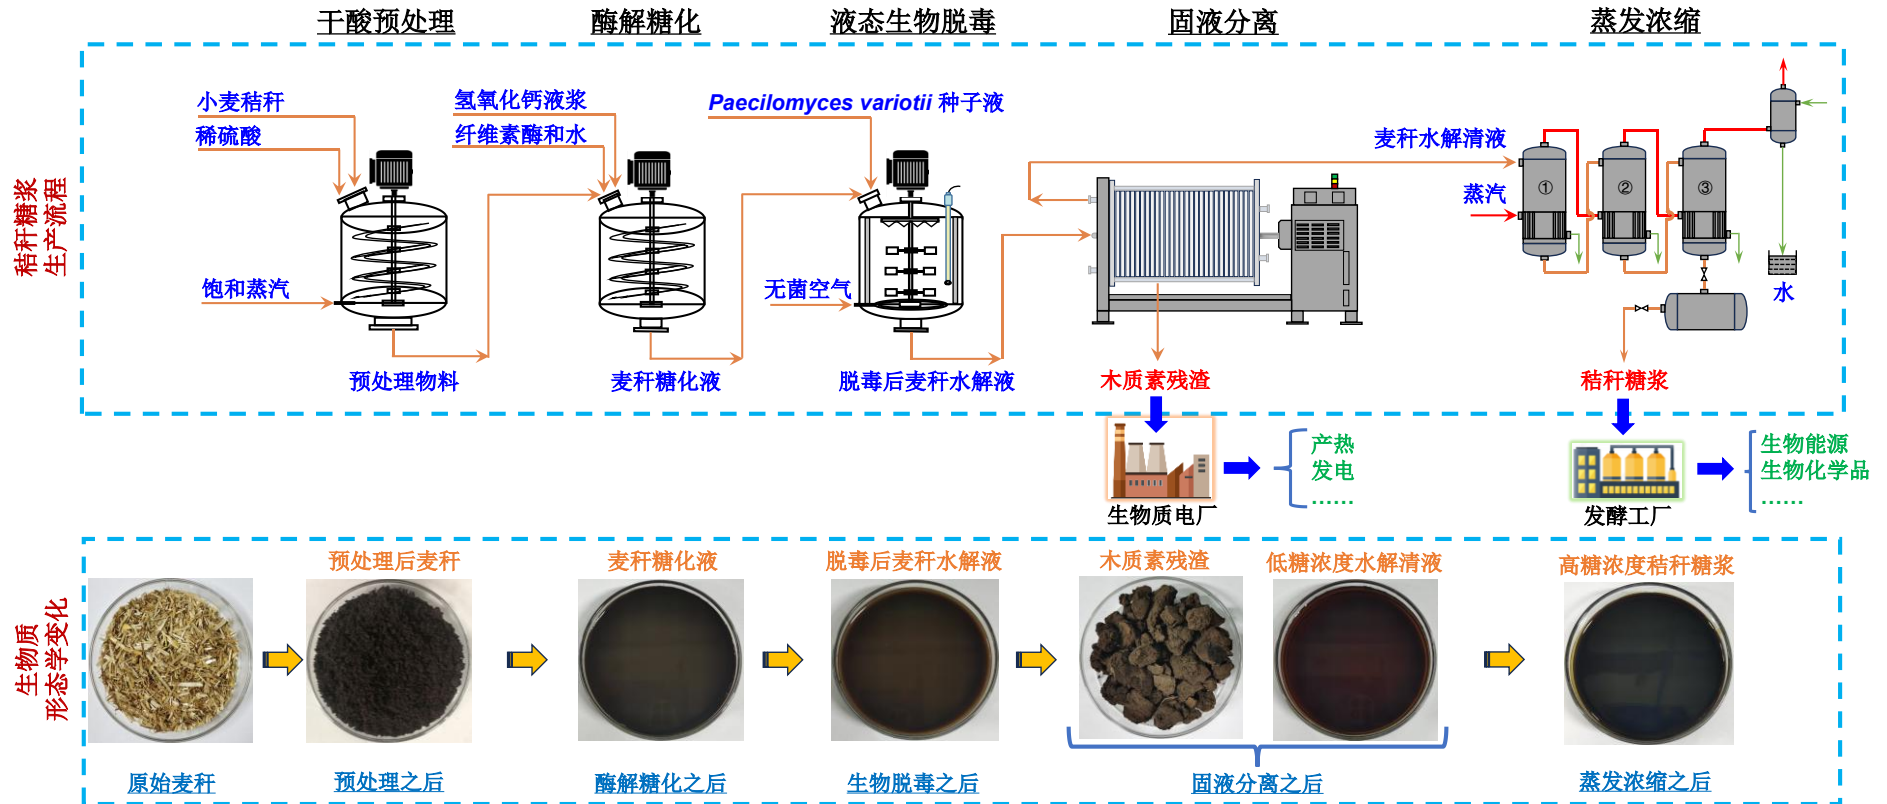 干酸预处理
酶解糖化
液态生物脱毒
固液分离
蒸发浓缩
秸秆糖浆
生产流程
小麦秸秆
稀硫酸
饱和蒸汽
预处理物料
氢氧化钙液浆
纤维素酶和水
麦秆糖化液
Paecilomyces variotii 种子液
无菌空气
脱毒后麦秆水解液
木质素残渣
麦秆水解清液
蒸汽
①
②
③
水
秸秆糖浆
生物质电厂
产热
发电
……
发酵工厂
生物能源
生物化学品
……
生物质
形态学变化
预处理后麦秆
麦秆糖化液
脱毒后麦秆水解液
木质素残渣
低糖浓度水解清液
高糖浓度秸秆糖浆
原始麦秆
预处理之后
酶解糖化之后
生物脱毒之后
固液分离之后
蒸发浓缩之后